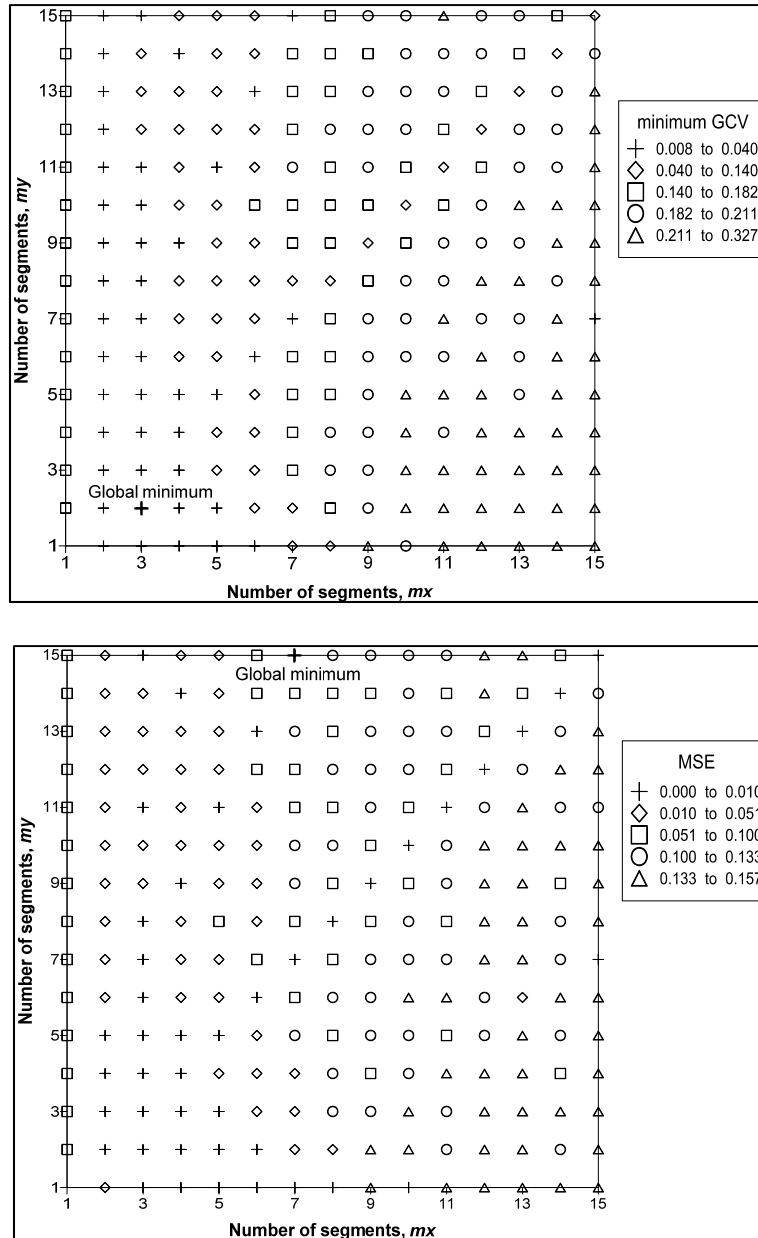 15
13
11
9
7
5
3
1
Number of segments, my
Global minimum
1 3 5 7 9 11 13 15
Number of segments, mx
minimum GCV
0.008 to 0.040
0.040 to 0.140
0.140 to 0.182
0.182 to 0.211
0.211 to 0.327
15
13
11
9
7
5
3
1
Number of segments, my
Global minimum
1 3 5 7 9 11 13 15
Number of segments, mx
MSE
0.000 to 0.010
0.010 to 0.051
0.051 to 0.100
0.100 to 0.133
0.133 to 0.157